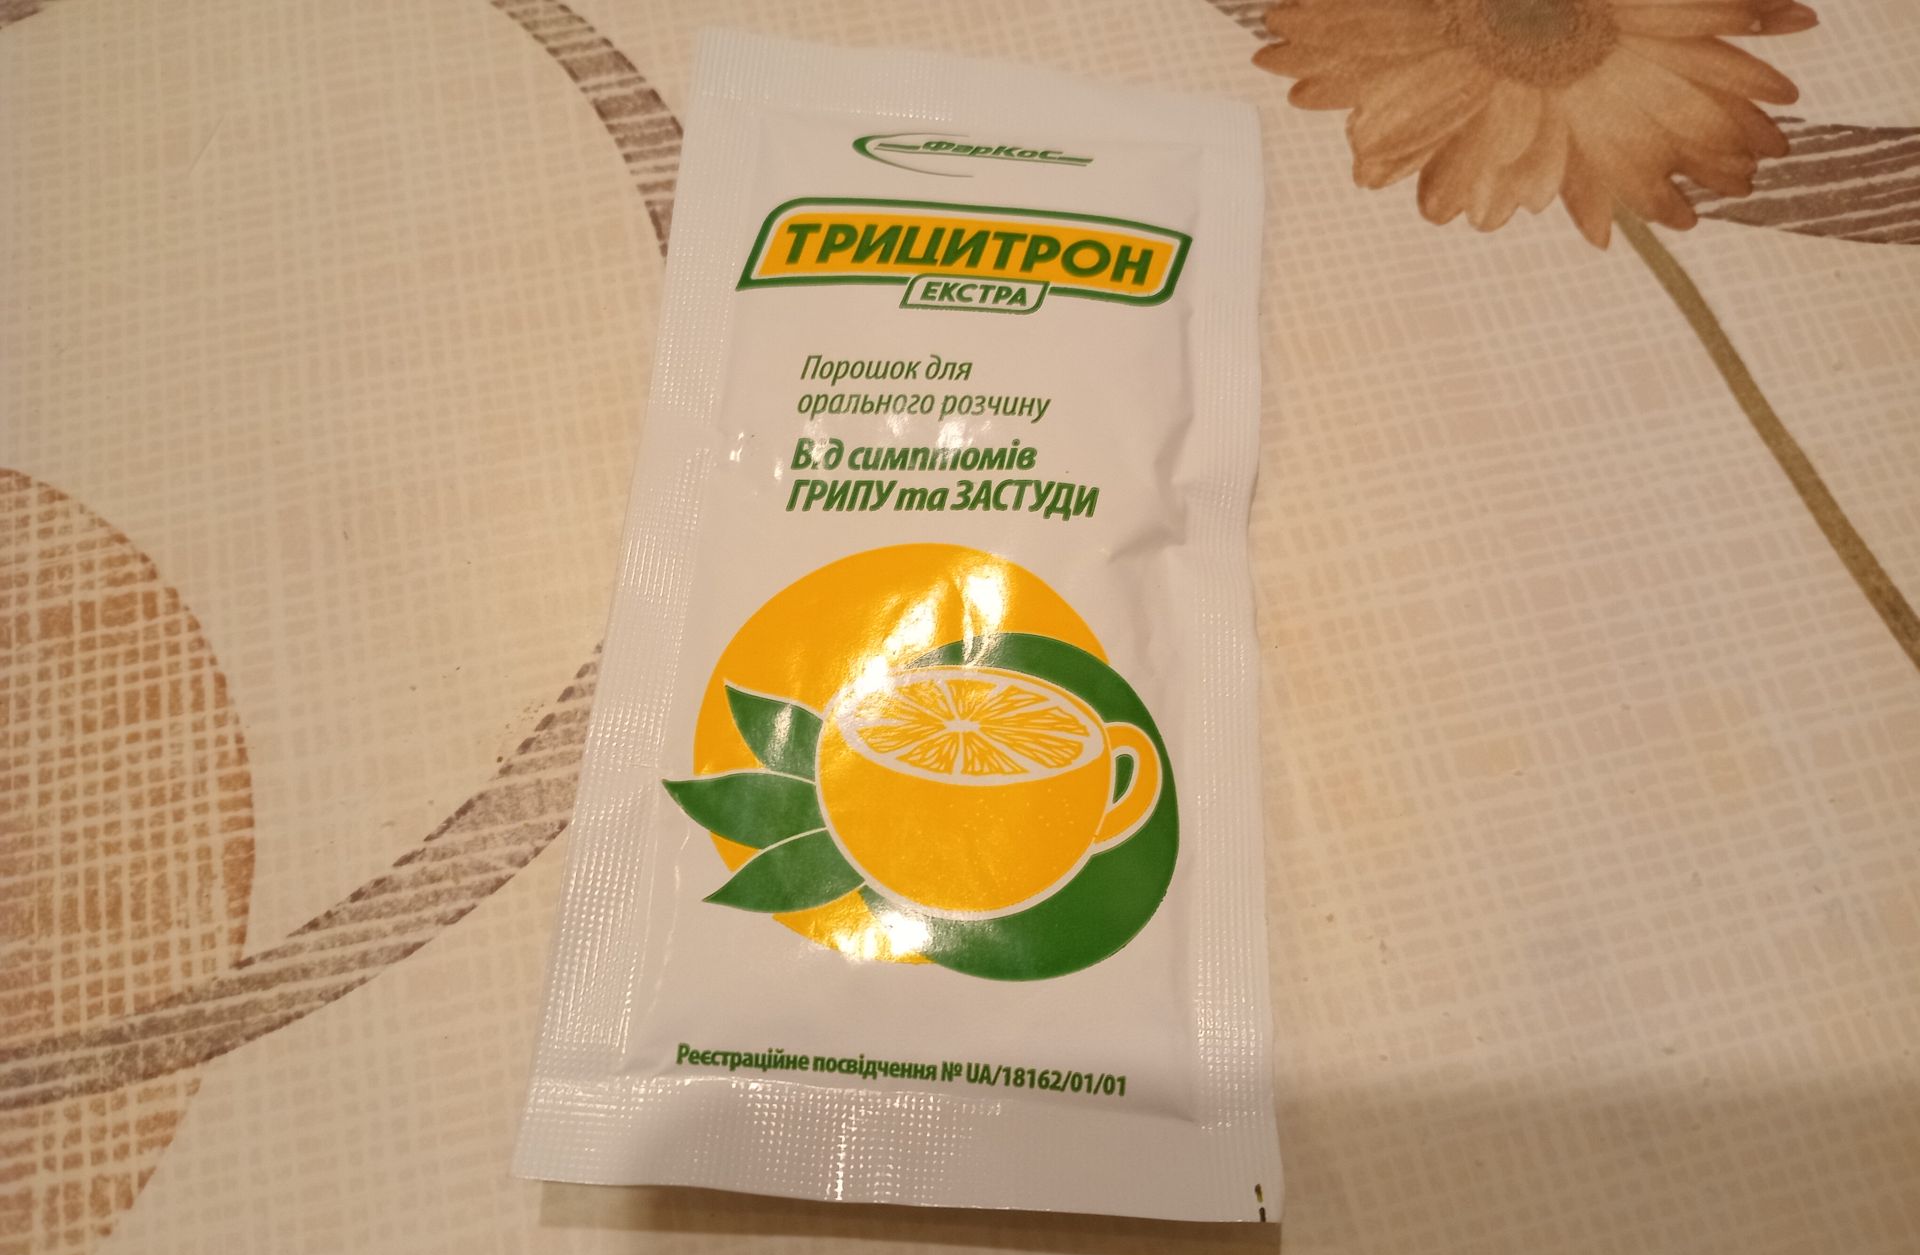 ФарКоС
ТРИЦИТРОН
ЕКСТРА
Порошок для
орального розчину
Від симптомів
ГРИПУ та ЗАСТУДИ
Реєстраційне посвідчення № UA/18162/01/01